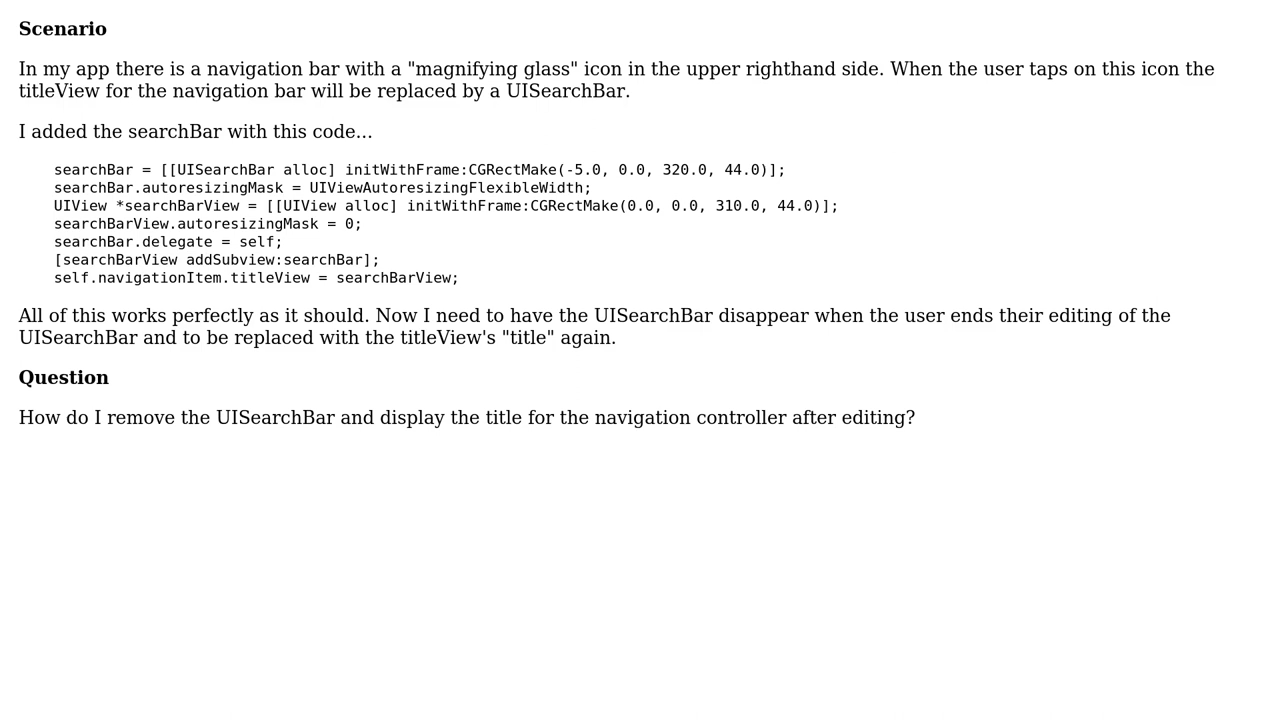 Scenario
In my app there is a navigation bar with a "magnifying glass" icon in the upper righthand side. When the user taps on this icon the
titleView for the navigation bar will be replaced by a UISearchBar.
I added the searchBar with this code...
searchBar = [[UISearchBar alloc] initWithFrame:CGRectMake(-5.0, 0.0, 320.0, 44.0)];
searchBar.autoresizingMask = UIViewAutoresizingFlexibleWidth;
UIView *searchBarView = [[UIView alloc] initWithFrame:CGRectMake(0.0, 0.0, 310.0, 44.0)];
searchBarView.autoresizingMask = 0;
searchBar.delegate = self;
[searchBarView addSubview:searchBar];
self.navigationItem.titleView = searchBarView;
All of this works perfectly as it should. Now I need to have the UISearchBar disappear when the user ends their editing of the
UISearchBar and to be replaced with the titleView's "title" again.
Question
How do I remove the UISearchBar and display the title for the navigation controller after editing?